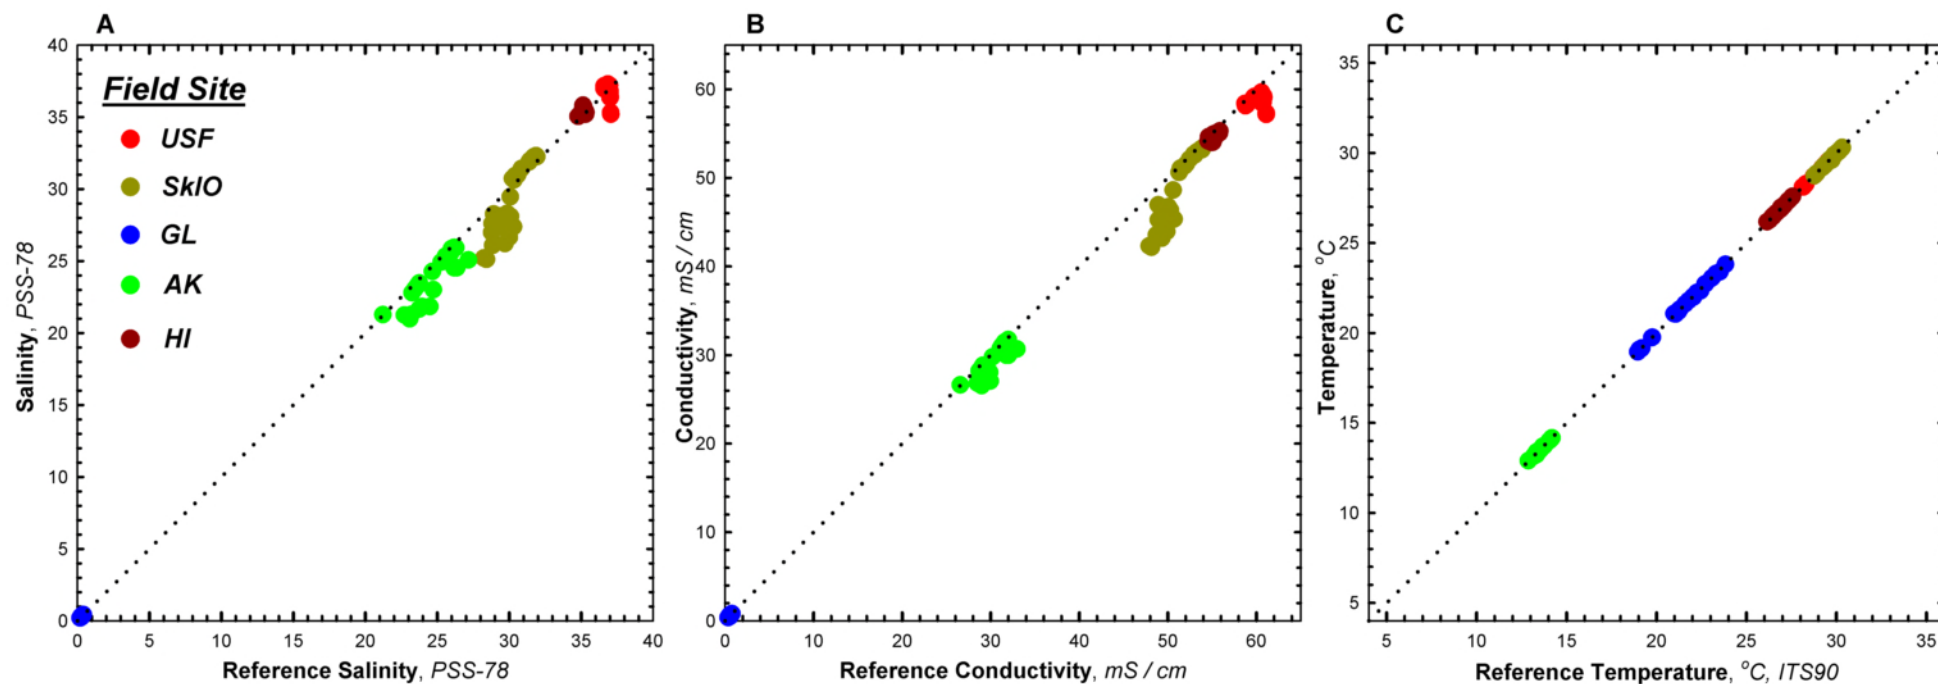 A
Field Site
USF
SkIO
GL
AK
HI
40
35
30
25
20
15
10
5
0
Salinity, PSS-78
0 5 10 15 20 25 30 35 40
Reference Salinity, PSS-78
B
60
50
40
30
20
10
0
Conductivity, mS / cm
0 10 20 30 40 50 60
Reference Conductivity, mS / cm
C
35
30
25
20
15
10
5
Temperature, °C
5 10 15 20 25 30 35
Reference Temperature, °C, ITS90